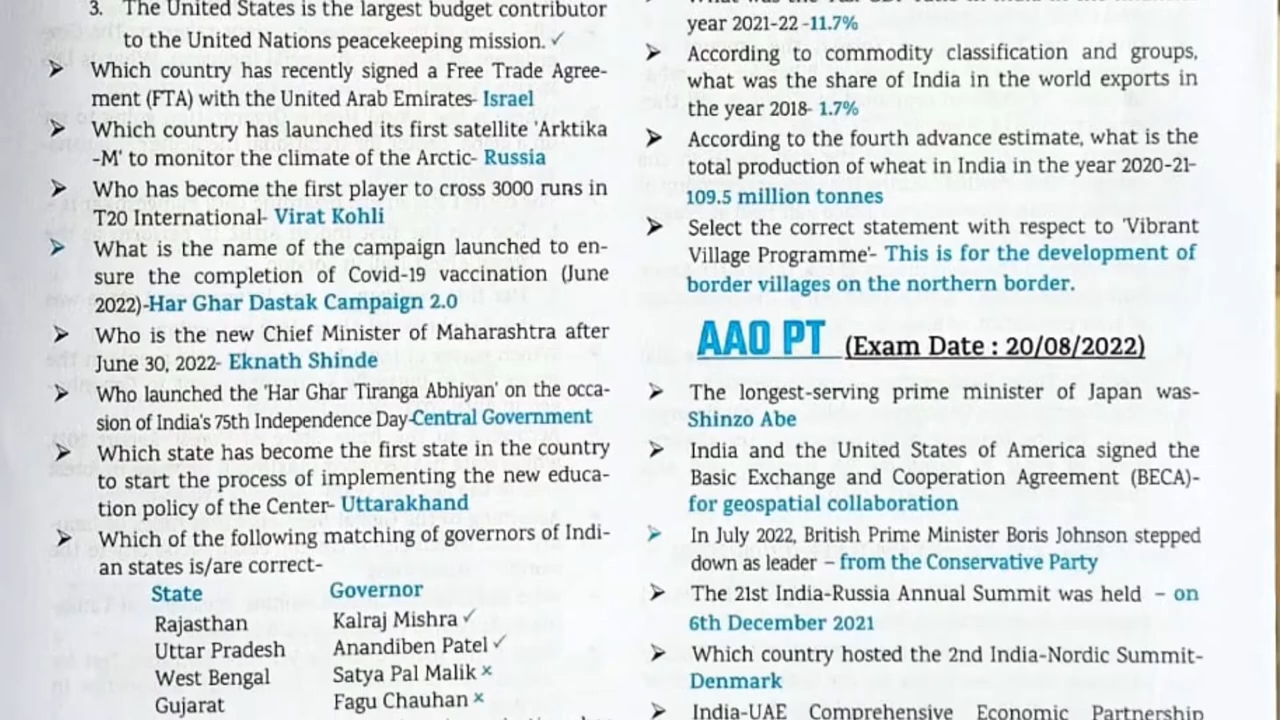 3. The United States is the largest budget contributor
to the United Nations peacekeeping mission. ✓
➤ Which country has recently signed a Free Trade Agree-
ment (FTA) with the United Arab Emirates- Israel
➤ Which country has launched its first satellite 'Arktika
-M' to monitor the climate of the Arctic- Russia
➤ Who has become the first player to cross 3000 runs in
T20 International- Virat Kohli
➤ What is the name of the campaign launched to en-
sure the completion of Covid-19 vaccination (June
2022)-Har Ghar Dastak Campaign 2.0
➤ Who is the new Chief Minister of Maharashtra after
June 30, 2022- Eknath Shinde
➤ Who launched the 'Har Ghar Tiranga Abhiyan' on the occa-
sion of India's 75th Independence Day-Central Government
➤ Which state has become the first state in the country
to start the process of implementing the new educa-
tion policy of the Center- Uttarakhand
➤ Which of the following matching of governors of Indi-
an states is/are correct-
State Governor
Rajasthan Kalraj Mishra ✓
Uttar Pradesh Anandiben Patel ✓
West Bengal Satya Pal Malik ×
Gujarat Fagu Chauhan ×
year 2021-22 -11.7%
➤ According to commodity classification and groups,
what was the share of India in the world exports in
the year 2018- 1.7%
➤ According to the fourth advance estimate, what is the
total production of wheat in India in the year 2020-21-
109.5 million tonnes
➤ Select the correct statement with respect to 'Vibrant
Village Programme'- This is for the development of
border villages on the northern border.
AAO PT (Exam Date : 20/08/2022)
➤ The longest-serving prime minister of Japan was-
Shinzo Abe
➤ India and the United States of America signed the
Basic Exchange and Cooperation Agreement (BECA)-
for geospatial collaboration
➤ In July 2022, British Prime Minister Boris Johnson stepped
down as leader – from the Conservative Party
➤ The 21st India-Russia Annual Summit was held – on
6th December 2021
➤ Which country hosted the 2nd India-Nordic Summit-
Denmark
➤ India-UAE Comprehensive Economic Partnership